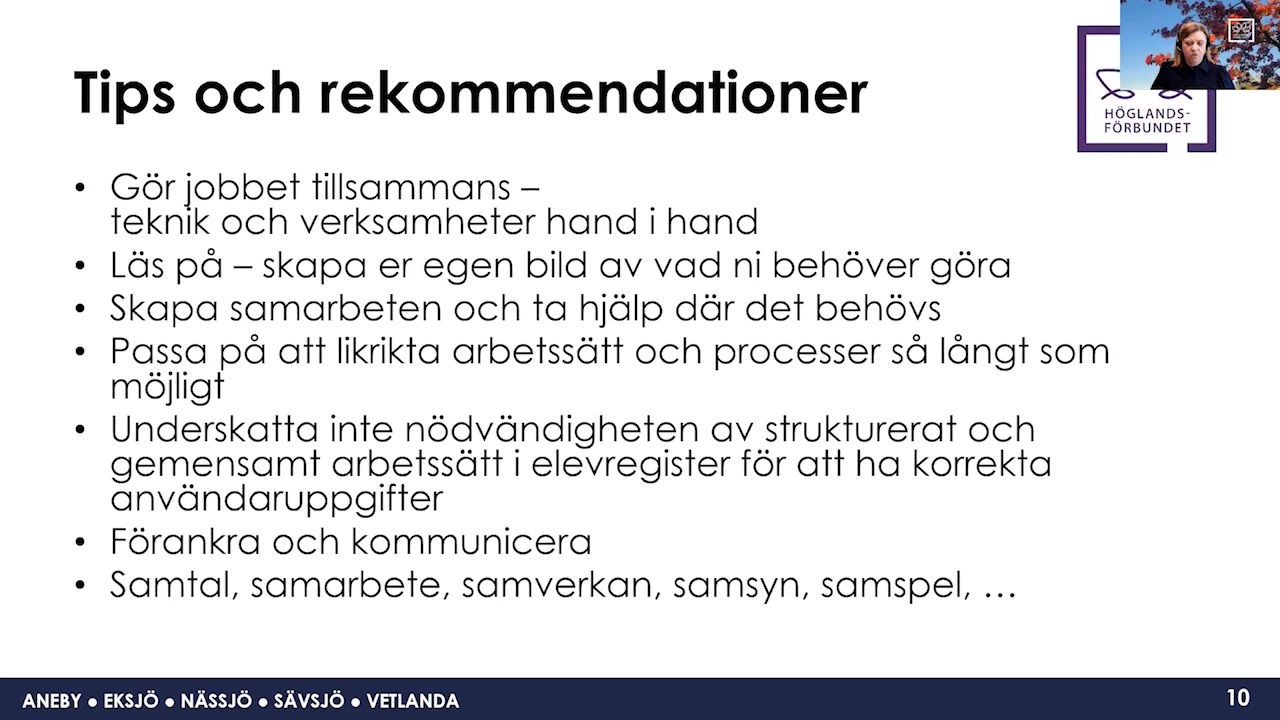 Tips och rekommendationer
HÖGLANDS-
FÖRBUNDET
• Gör jobbet tillsammans –
teknik och verksamheter hand i hand
• Läs på – skapa er egen bild av vad ni behöver göra
• Skapa samarbeten och ta hjälp där det behövs
• Passa på att likrikta arbetssätt och processer så långt som
möjligt
• Underskatta inte nödvändigheten av strukturerat och
gemensamt arbetssätt i elevregister för att ha korrekta
användaruppgifter
• Förankra och kommunicera
• Samtal, samarbete, samverkan, samsyn, samspel, …
ANEBY ● EKSJÖ ● NÄSSJÖ ● SÄVSJÖ ● VETLANDA
10